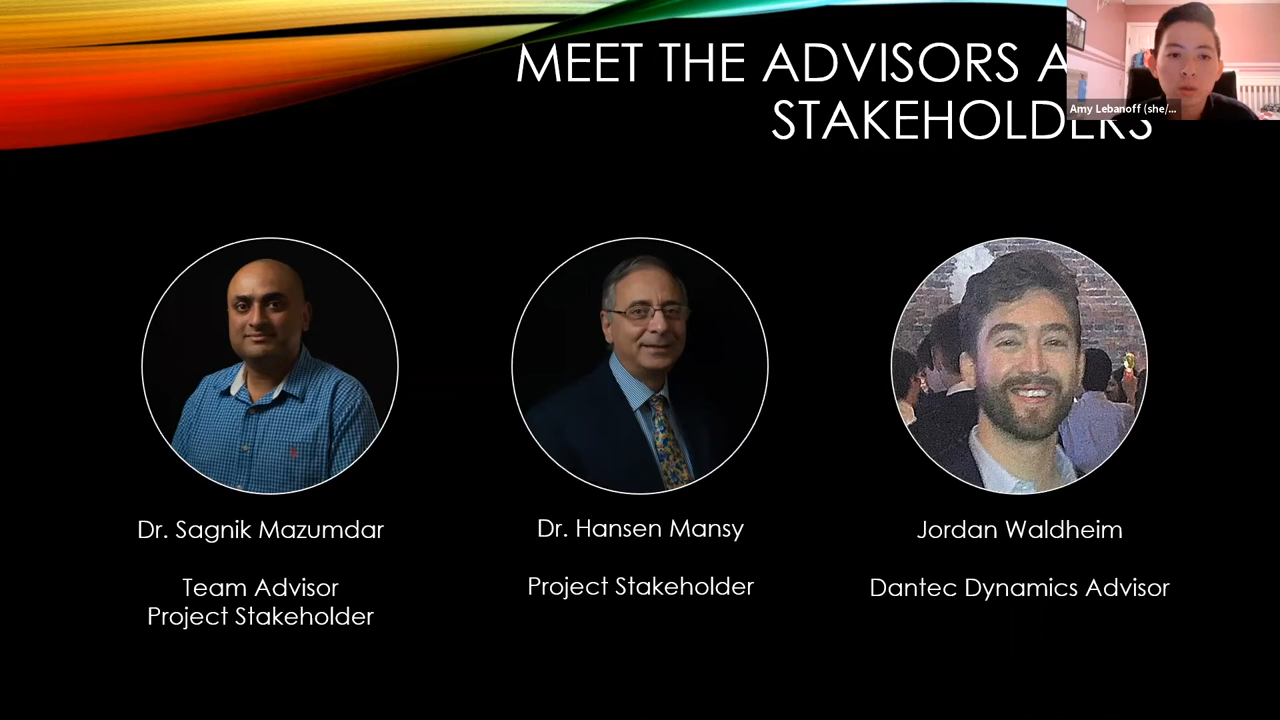 MEET THE ADVISORS A
STAKEHOLDERS
Amy Lebanoff (she/...
Dr. Sagnik Mazumdar
Team Advisor
Project Stakeholder
Dr. Hansen Mansy
Project Stakeholder
Jordan Waldheim
Dantec Dynamics Advisor